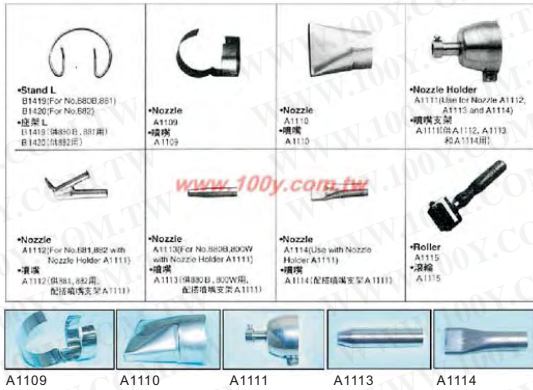 •Stand L
B1419(For No.880B,881)
B1420(For No.882)
•座架 L
B1419(供880B, 881用)
B1420(供882用)
•Nozzle
A1109
•噴嘴
A1109
•Nozzle
A1110
•噴嘴
A1110
•Nozzle Holder
A1111(Use for Nozzle A1112,
A1113 and A1114)
•噴嘴支架
A1111(供A1112, A1113
和A1114用)
•Nozzle
A1112(For No.881,882 with
Nozzle Holder A1111)
•噴嘴
A1112(供881, 882用,
配搭噴嘴支架A1111)
•Nozzle
A1113(For No.880B,800W
with Nozzle Holder A1111)
•噴嘴
A1113(供880B, 800W用,
配搭噴嘴支架A1111)
•Nozzle
A1114(Use with Nozzle
Holder A1111)
•噴嘴
A1114(配搭噴嘴支架A1111)
•Roller
A1115
•滾輪
A1115
www.100y.com.tw
A1109
A1110
A1111
A1113
A1114